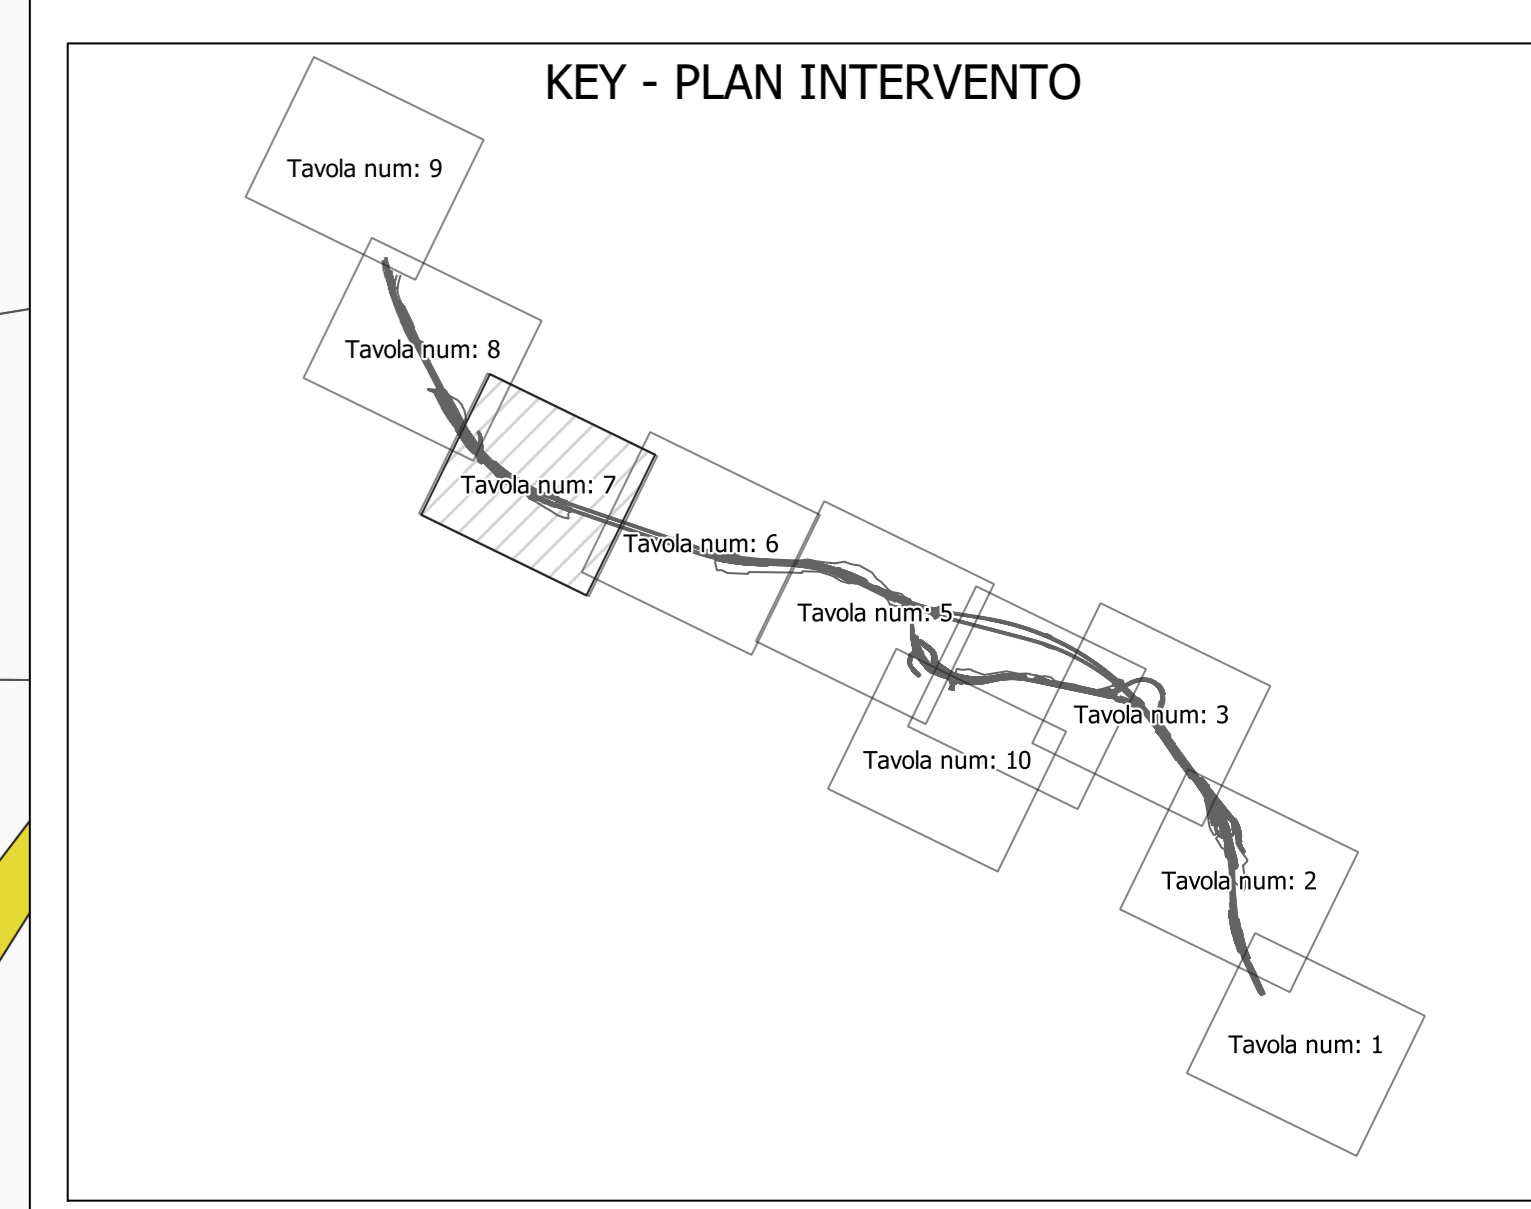 KEY - PLAN INTERVENTO
Tavola num: 9
Tavola num: 8
Tavola num: 7
Tavola num: 6
Tavola num: 5
Tavola num: 3
Tavola num: 10
Tavola num: 2
Tavola num: 1